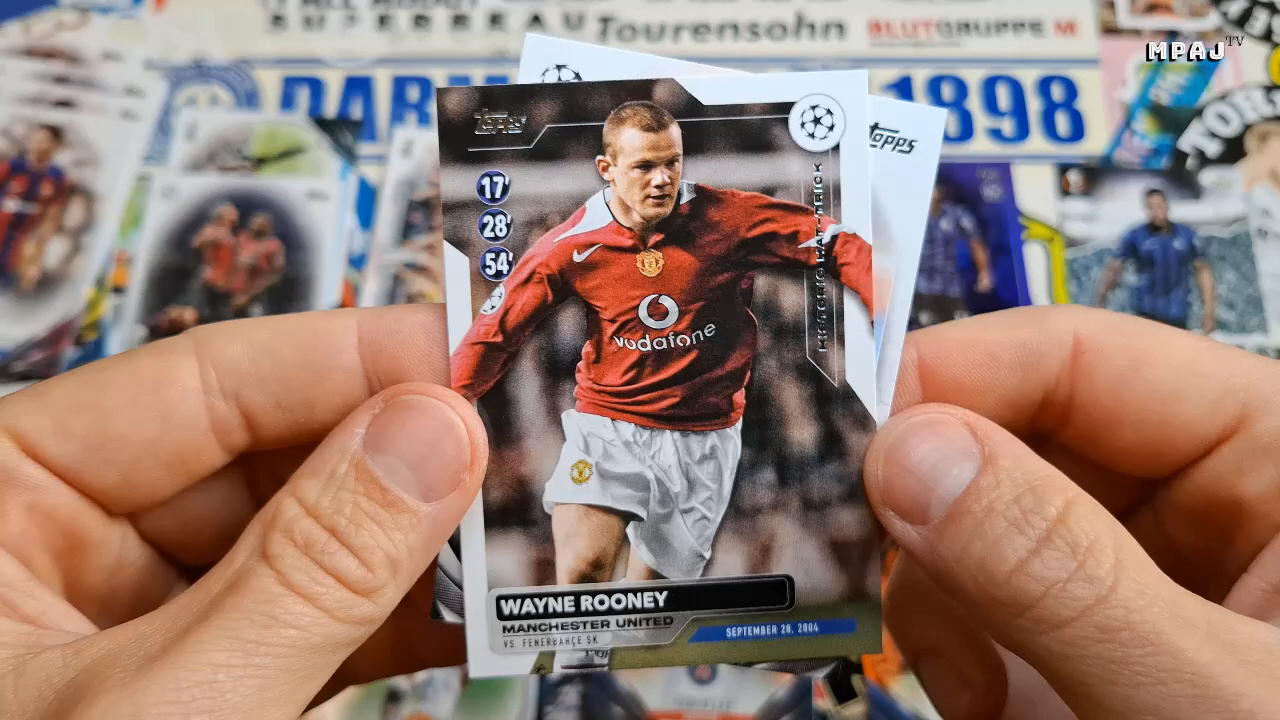 SUPERBEAU
Tourensohn
BLUTGRUPPE M
MPAJ TV
1898
topps
topps
17'
28'
54'
HISTORIC HAT-TRICK
vodafone
WAYNE ROONEY
MANCHESTER UNITED
VS. FENERBAHÇE SK
SEPTEMBER 28, 2004